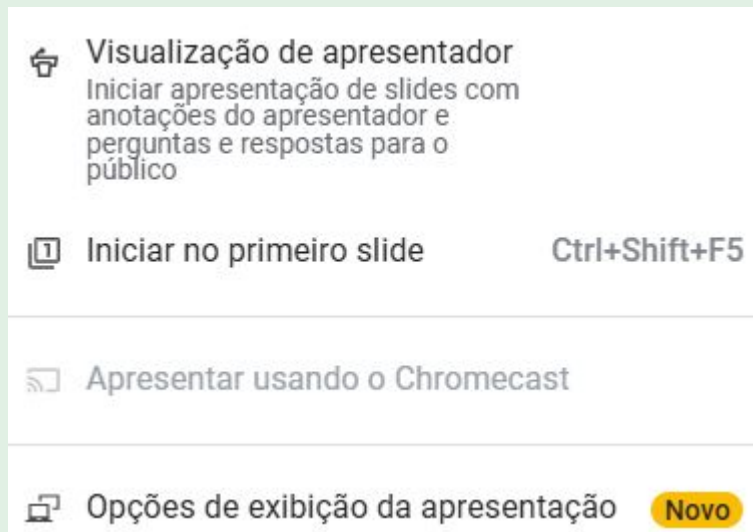 Visualização de apresentador
Iniciar apresentação de slides com
anotações do apresentador e
perguntas e respostas para o
público
Iniciar no primeiro slide Ctrl+Shift+F5
Apresentar usando o Chromecast
Opções de exibição da apresentação Novo